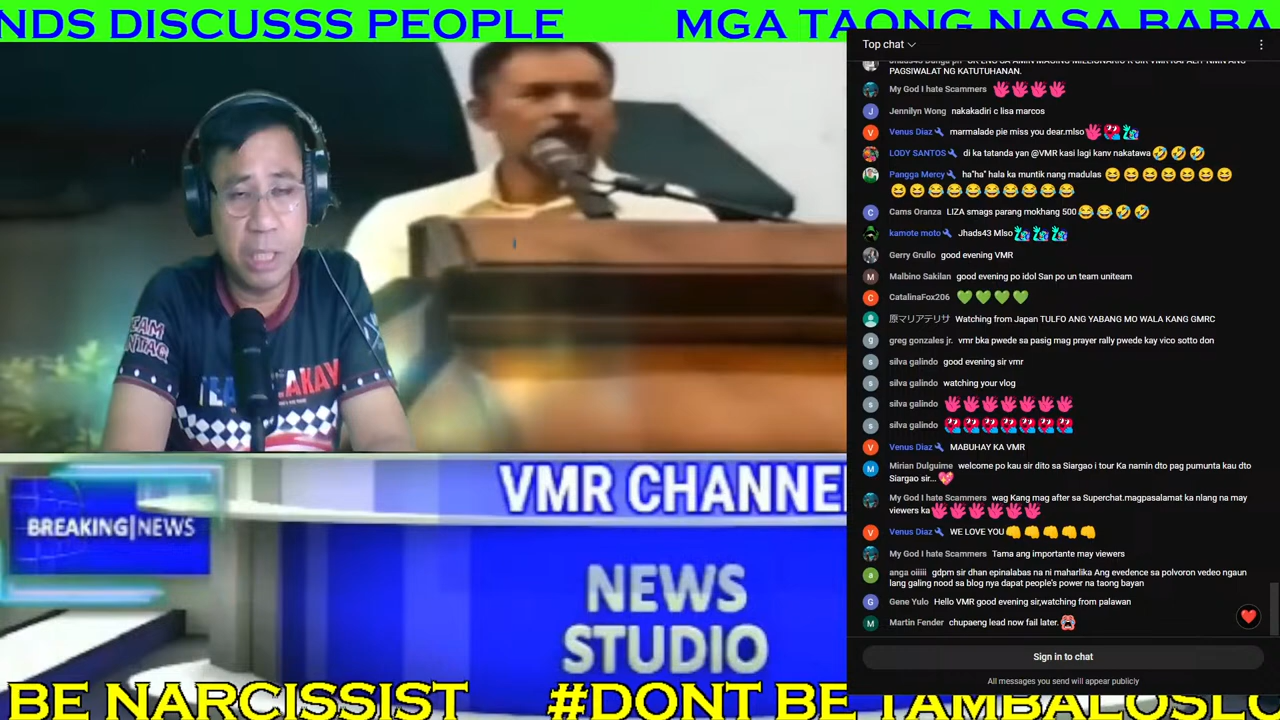 NDS DISCUSSS PEOPLE MGA TAONG NASA BABA
TEAM
BREAKING|NEWS
VMR CHANNE
NEWS
STUDIO
BE NARCISSIST #DONT BE TAMBALOSLO
Top chat
PAGSIWALAT NG KATUTUHANAN.
My God I hate Scammers
Jennilyn Wong nakakadiri c lisa marcos
Venus Diaz marmalade pie miss you dear.mlso
LODY SANTOS di ka tatanda yan @VMR kasi lagi kanv nakatawa🤣🤣🤣
Pangga Mercy ha"ha" hala ka muntik nang madulas 😆😆😆😆😆😆😆
😆😆😂😂😂😂😂😂😂😂
Cams Oranza LIZA smags parang mokhang 500😂😂🤣🤣
kamote moto Jhads43 Mlso
Gerry Grullo good evening VMR
Malbino Sakilan good evening po idol San po un team uniteam
CatalinaFox206 💚💚💚💚
原マリアテリサ Watching from Japan TULFO ANG YABANG MO WALA KANG GMRC
greg gonzales jr. vmr bka pwede sa pasig mag prayer rally pwede kay vico sotto don
silva galindo good evening sir vmr
silva galindo watching your vlog
silva galindo
silva galindo
Venus Diaz MABUHAY KA VMR
Mirian Dulguime welcome po kau sir dito sa Siargao i tour Ka namin dto pag pumunta kau dto
Siargao sir...💖
My God I hate Scammers wag Kang mag after sa Superchat.magpasalamat ka nlang na may
viewers ka
Venus Diaz WE LOVE YOU👊👊👊👊👊
My God I hate Scammers Tama ang importante may viewers
anga oiiiii gdpm sir dhan epinalabas na ni maharlika Ang evedence sa polvoron vedeo ngaun
lang galing nood sa blog nya dapat people's power na taong bayan
Gene Yulo Hello VMR good evening sir,watching from palawan
Martin Fender chupaeng lead now fail later.
Sign in to chat
All messages you send will appear publicly